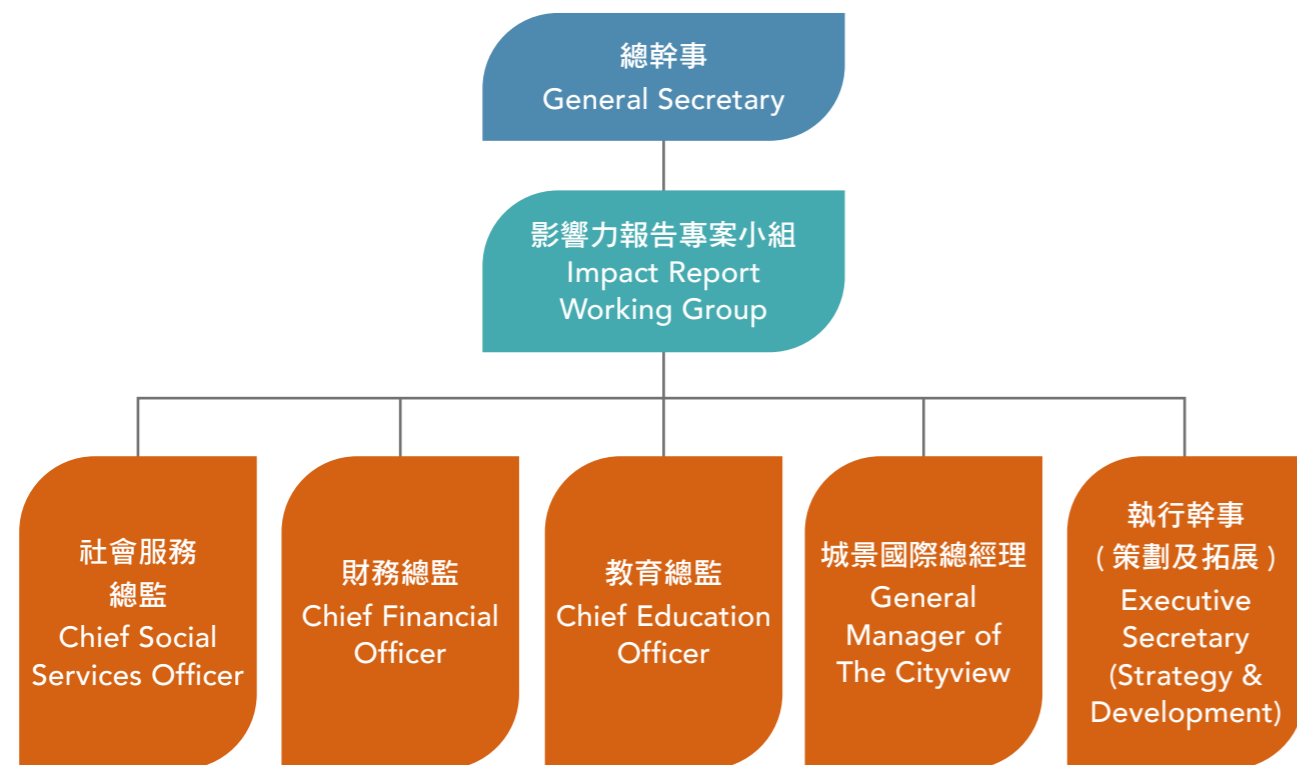 總幹事
General Secretary
影響力報告專案小組
Impact Report
Working Group
社會服務
總監
Chief Social
Services Officer
財務總監
Chief Financial
Officer
教育總監
Chief Education
Officer
城景國際總經理
General
Manager of
The Cityview
執行幹事
( 策劃及拓展 )
Executive
Secretary
(Strategy &
Development)